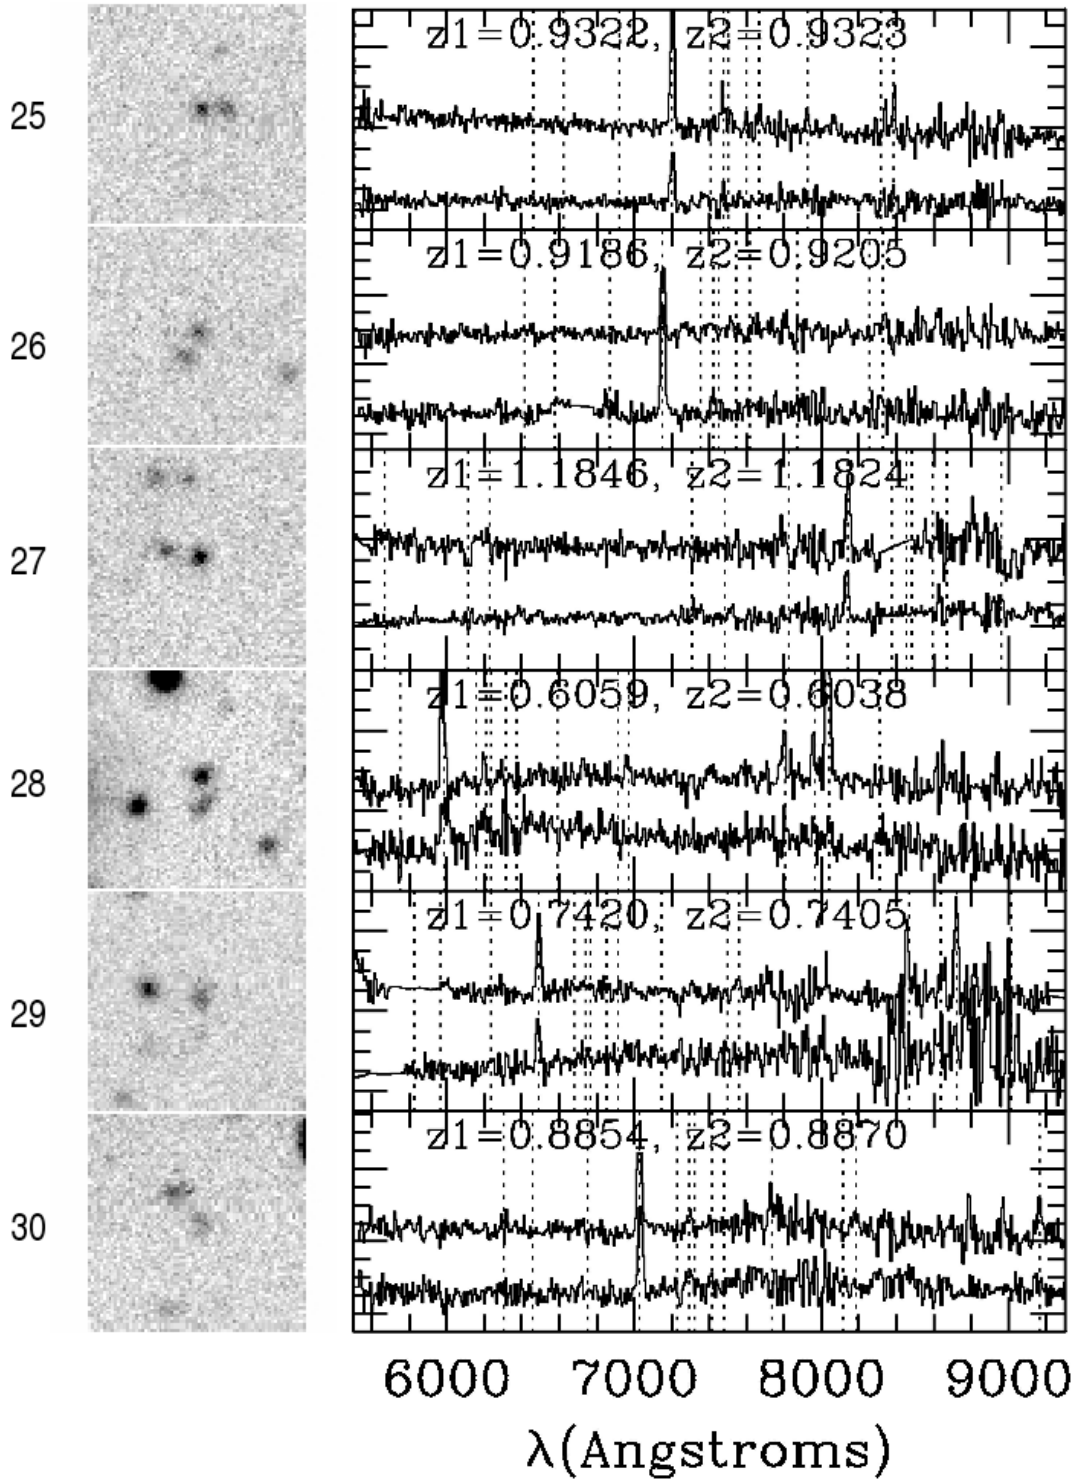 25
z1=0.9322, z2=0.9323
26
z1=0.9186, z2=0.9205
27
z1=1.1846, z2=1.1824
28
z1=0.6059, z2=0.6038
29
z1=0.7420, z2=0.7405
30
z1=0.8854, z2=0.8870
6000 7000 8000 9000
λ(Angstroms)